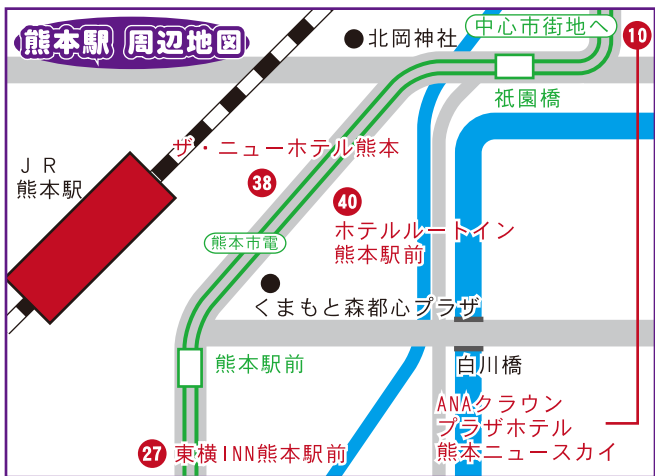 熊本駅 周辺地図
●北岡神社
中心市街地へ
10
祇園橋
ザ・ニューホテル熊本
JR
熊本駅
38
40
ホテルルートイン
熊本駅前
熊本市電
くまもと森都心プラザ
熊本駅前
白川橋
ANAクラウン
プラザホテル
熊本ニュースカイ
27 東横INN熊本駅前